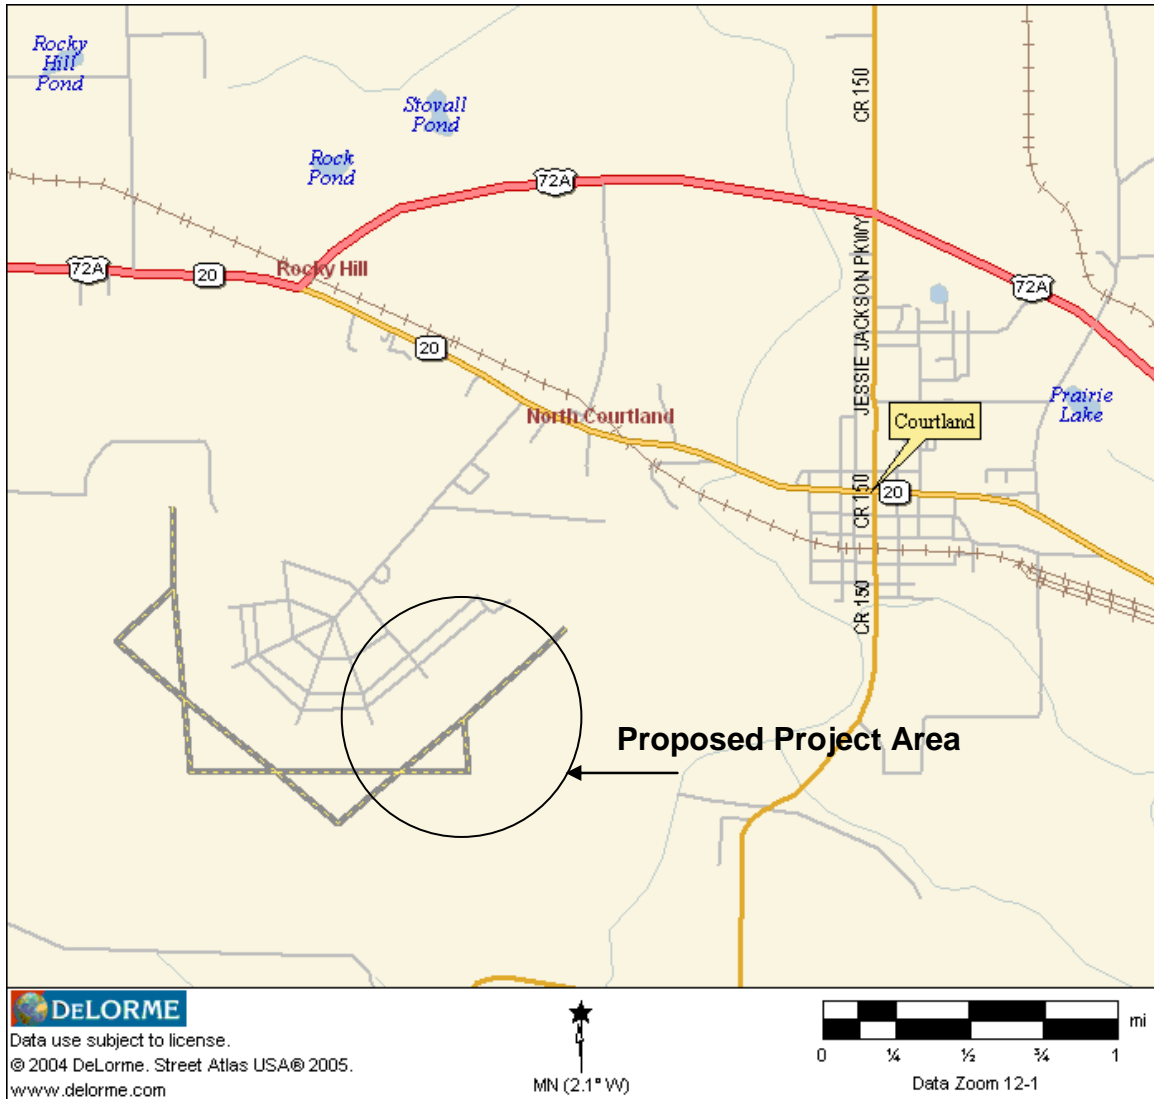 Rocky
Hill
Pond
Stovall
Pond
Rock
Pond
CR 150
72A
72A
20
Rocky Hill
72A
JESSIE JACKSON PKWY
20
Prairie
Lake
North Courtland
Courtland
CR 150
20
CR 150
Proposed Project Area
DELORME
Data use subject to license.
© 2004 DeLorme. Street Atlas USA® 2005.
www.delorme.com
MN (2.1° W)
mi
0 ¼ ½ ¾ 1
Data Zoom 12-1